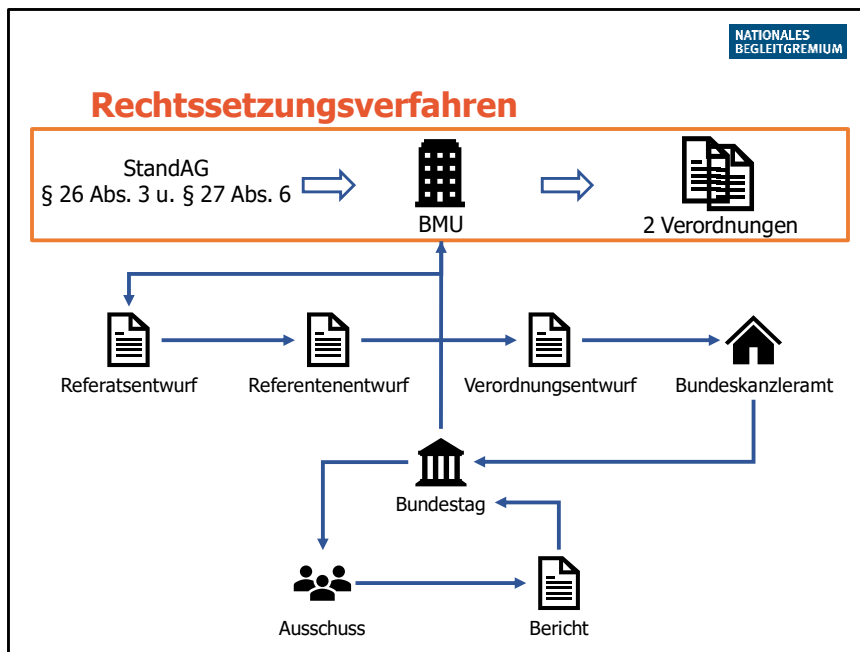 NATIONALES
BEGLEITGREMIUM
Rechtssetzungsverfahren
StandAG
§ 26 Abs. 3 u. § 27 Abs. 6
BMU
2 Verordnungen
Referatsentwurf
Referentenentwurf
Verordnungsentwurf
Bundeskanzleramt
Bundestag
Ausschuss
Bericht